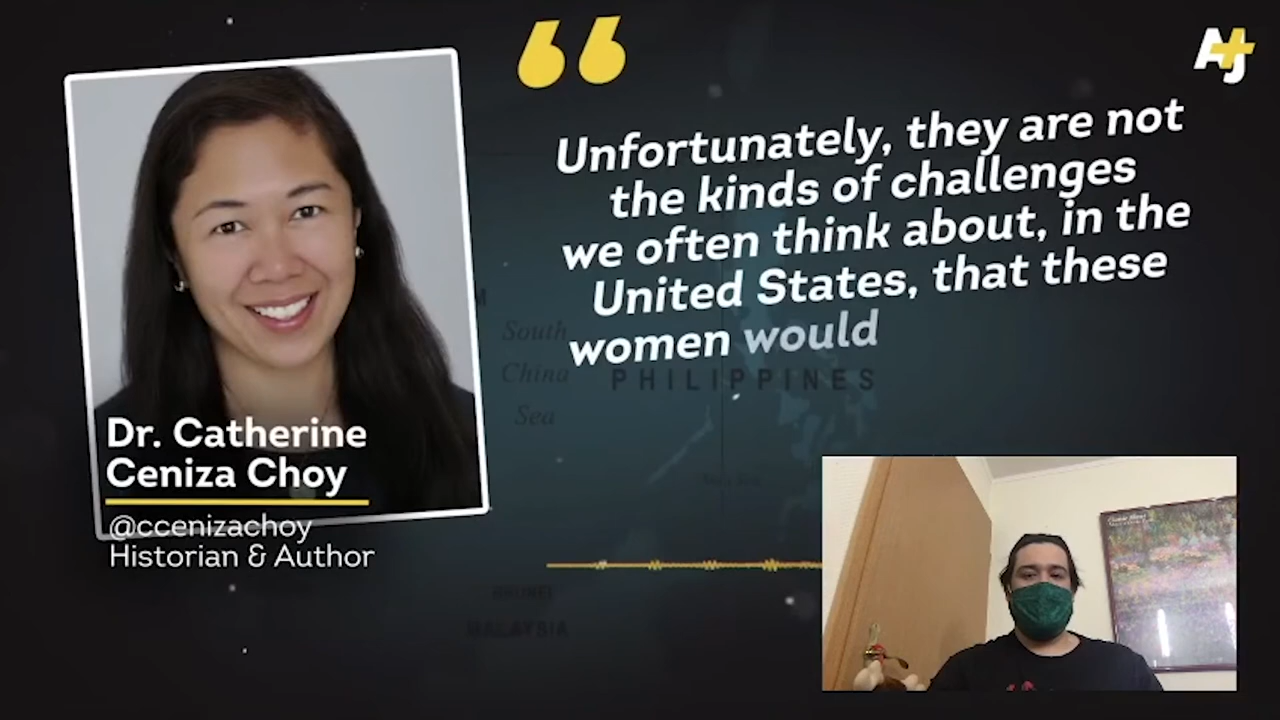 AJ+
Unfortunately, they are not
the kinds of challenges
we often think about, in the
United States, that these
women would
South
China
Sea
PHILIPPINES
Dr. Catherine
Ceniza Choy
@ccenizachoy
Historian & Author
BRUNEI
MALAYSIA